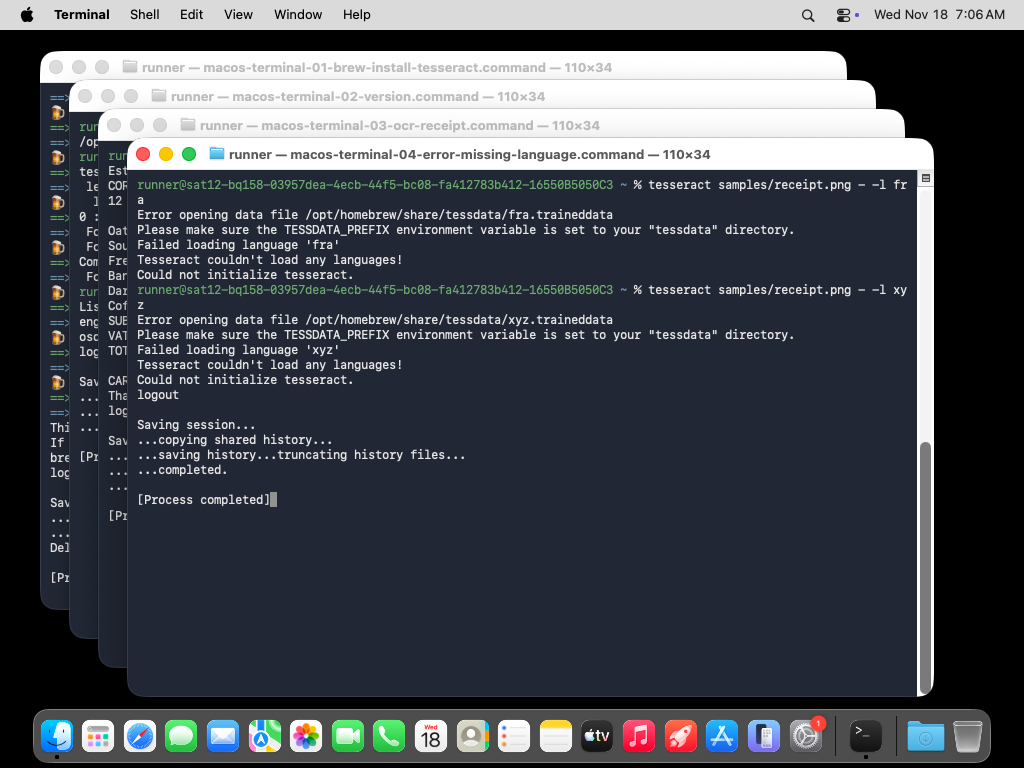 Terminal Shell Edit View Window Help Wed Nov 18 7:06 AM
runner — macos-terminal-01-brew-install-tesseract.command — 110×34
runner — macos-terminal-02-version.command — 110×34
runner — macos-terminal-03-ocr-receipt.command — 110×34
runner — macos-terminal-04-error-missing-language.command — 110×34
runner@sat12-bq158-03957dea-4ecb-44f5-bc08-fa412783b412-16550B5050C3 ~ % tesseract samples/receipt.png - -l fr
a
Error opening data file /opt/homebrew/share/tessdata/fra.traineddata
Please make sure the TESSDATA_PREFIX environment variable is set to your "tessdata" directory.
Failed loading language 'fra'
Tesseract couldn't load any languages!
Could not initialize tesseract.
runner@sat12-bq158-03957dea-4ecb-44f5-bc08-fa412783b412-16550B5050C3 ~ % tesseract samples/receipt.png - -l xy
z
Error opening data file /opt/homebrew/share/tessdata/xyz.traineddata
Please make sure the TESSDATA_PREFIX environment variable is set to your "tessdata" directory.
Failed loading language 'xyz'
Tesseract couldn't load any languages!
Could not initialize tesseract.
logout
Saving session...
...copying shared history...
...saving history...truncating history files...
...completed.
[Process completed]
Wed
18
tv
1